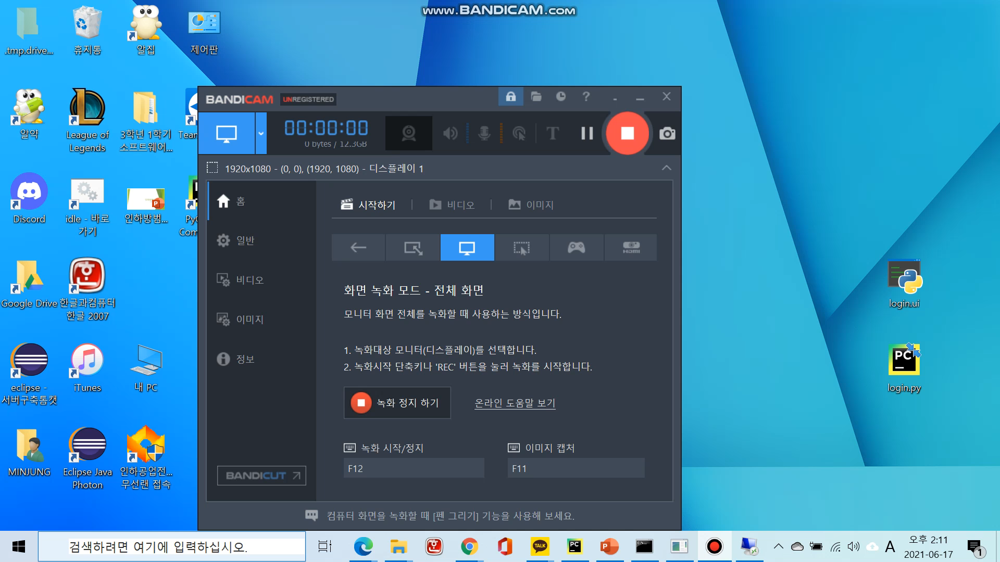 www.BANDICAM.com
.tmp.drive...
휴지통
알집
제어판
알약
League of
Legends
3학년 1학기
소프트웨어...
Tean
Discord
idle - 바로
가기
인하방범...
PyC
Com
Google Drive
한글과컴퓨터
한글 2007
eclipse -
서버구축톰캣
iTunes
내 PC
MINJUNG
Eclipse Java
Photon
인하공업전...
무선랜 접속
BANDICAM UNREGISTERED
?
00:00:00
0 bytes / 12.3GB
T
1920x1080 - (0, 0), (1920, 1080) - 디스플레이 1
홈
일반
비디오
이미지
정보
BANDICUT
시작하기
비디오
이미지
HDMI
화면 녹화 모드 - 전체 화면
모니터 화면 전체를 녹화할 때 사용하는 방식입니다.
1. 녹화대상 모니터(디스플레이)를 선택합니다.
2. 녹화시작 단축키나 'REC' 버튼을 눌러 녹화를 시작합니다.
녹화 정지 하기
온라인 도움말 보기
녹화 시작/정지
이미지 캡처
F12
F11
컴퓨터 화면을 녹화할 때 [펜 그리기] 기능을 사용해 보세요.
login.ui
PC
login.py
검색하려면 여기에 입력하십시오.
TALK
PC
P
A
오후 2:11
2021-06-17
1